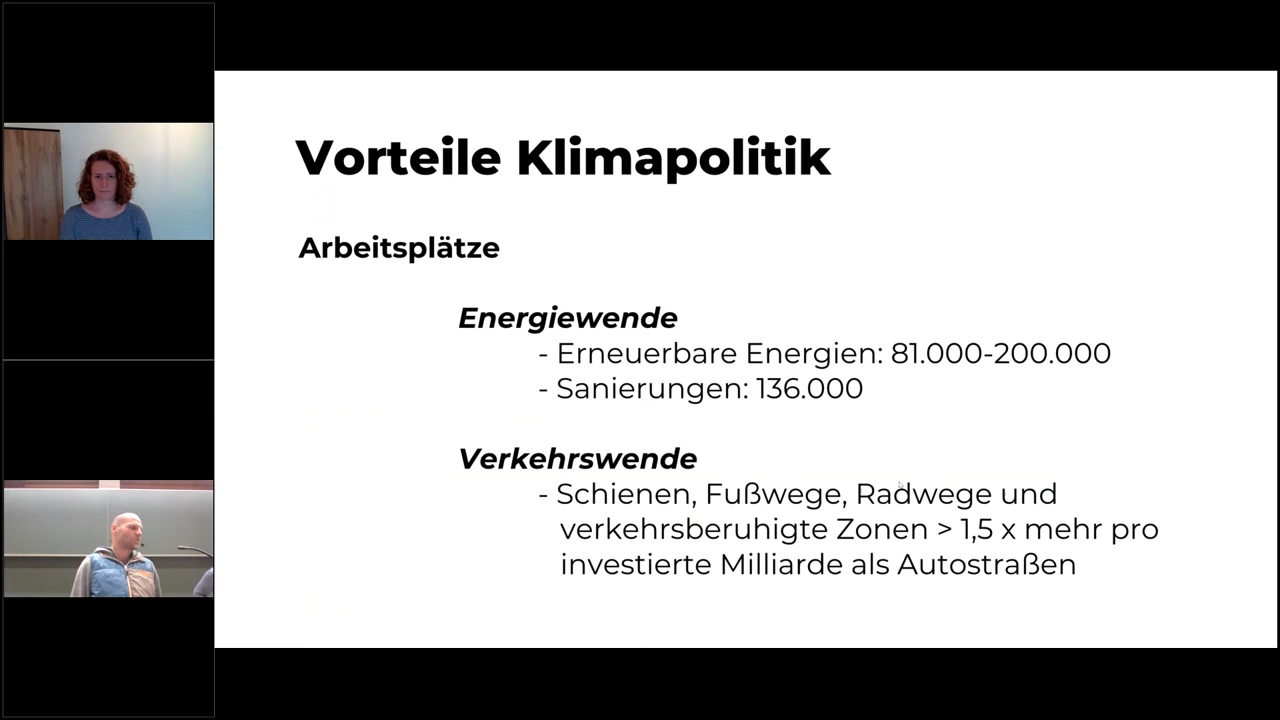 Vorteile Klimapolitik
Arbeitsplätze
Energiewende
- Erneuerbare Energien: 81.000-200.000
- Sanierungen: 136.000
Verkehrswende
- Schienen, Fußwege, Radwege und
verkehrsberuhigte Zonen > 1,5 x mehr pro
investierte Milliarde als Autostraßen